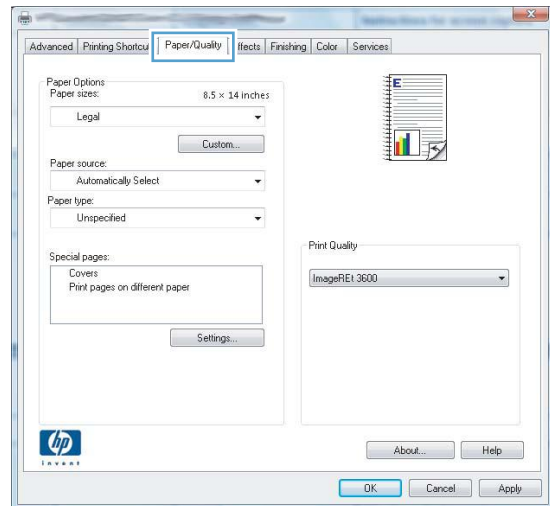 Advanced Printing Shortcut Paper/Quality ffects Finishing Color Services
Paper Options
Paper sizes: 8.5 × 14 inches
Legal
Custom...
Paper source:
Automatically Select
Paper type:
Unspecified
Special pages:
Covers
Print pages on different paper
Settings...
E
Print Quality
ImageREt 3600
hp
invent
About... Help
OK Cancel Apply